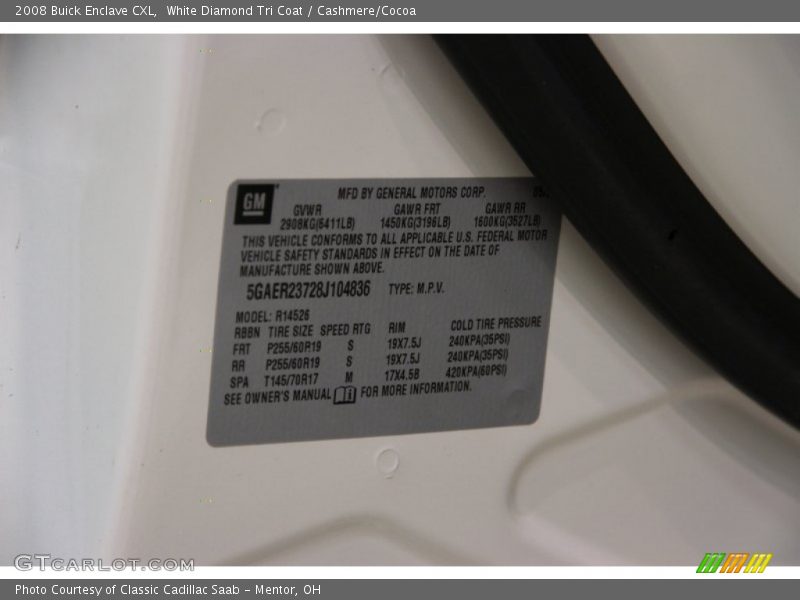 2008 Buick Enclave CXL,  White Diamond Tri Coat / Cashmere/Cocoa
GM
MFD BY GENERAL MOTORS CORP.
GVWR GAWR FRT GAWR RR
2908KG(6411LB) 1450KG(3196LB) 1600KG(3527LB)
THIS VEHICLE CONFORMS TO ALL APPLICABLE U.S. FEDERAL MOTOR
VEHICLE SAFETY STANDARDS IN EFFECT ON THE DATE OF
MANUFACTURE SHOWN ABOVE.
5GAER23728J104836 TYPE: M.P.V.
MODEL: R14526
RBBN TIRE SIZE SPEED RTG RIM COLD TIRE PRESSURE
FRT P255/60R19 S 19X7.5J 240KPA(35PSI)
RR P255/60R19 S 19X7.5J 240KPA(35PSI)
SPA T145/70R17 M 17X4.5B 420KPA(60PSI)
SEE OWNER'S MANUAL FOR MORE INFORMATION.
GTCARLOT.COM
Photo Courtesy of Classic Cadillac Saab - Mentor, OH